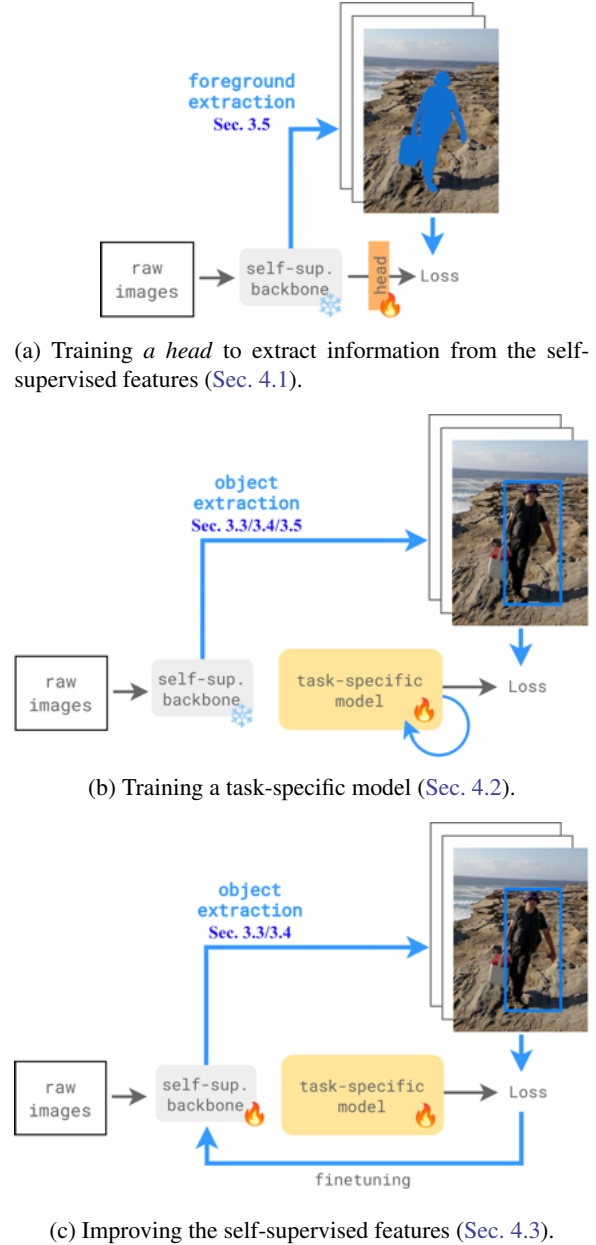 foreground
extraction
Sec. 3.5
raw
images
self-sup.
backbone
head
Loss
(a) Training a head to extract information from the self-
supervised features (Sec. 4.1).
object
extraction
Sec. 3.3/3.4/3.5
raw
images
self-sup.
backbone
task-specific
model
Loss
(b) Training a task-specific model (Sec. 4.2).
object
extraction
Sec. 3.3/3.4
raw
images
self-sup.
backbone
task-specific
model
Loss
finetuning
(c) Improving the self-supervised features (Sec. 4.3).